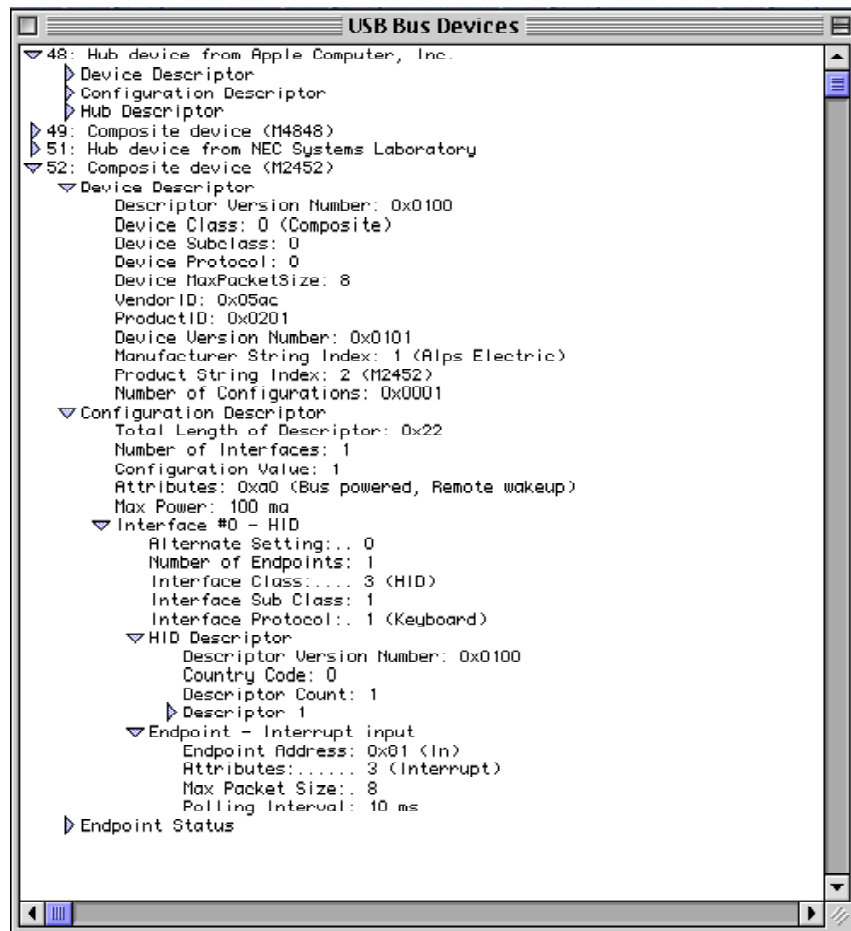 USB Bus Devices
48: Hub device from Apple Computer, Inc.
Device Descriptor
Configuration Descriptor
Hub Descriptor
49: Composite device (M4848)
51: Hub device from NEC Systems Laboratory
52: Composite device (M2452)
Device Descriptor
Descriptor Version Number: 0x0100
Device Class: 0 (Composite)
Device Subclass: 0
Device Protocol: 0
Device MaxPacketSize: 8
VendorID: 0x05ac
ProductID: 0x0201
Device Version Number: 0x0101
Manufacturer String Index: 1 (Alps Electric)
Product String Index: 2 (M2452)
Number of Configurations: 0x0001
Configuration Descriptor
Total Length of Descriptor: 0x22
Number of Interfaces: 1
Configuration Value: 1
Attributes: 0xa0 (Bus powered, Remote wakeup)
Max Power: 100 ma
Interface #0 - HID
Alternate Setting:.. 0
Number of Endpoints: 1
Interface Class:.... 3 (HID)
Interface Sub Class: 1
Interface Protocol:. 1 (Keyboard)
HID Descriptor
Descriptor Version Number: 0x0100
Country Code: 0
Descriptor Count: 1
Descriptor 1
Endpoint - Interrupt input
Endpoint Address: 0x81 (In)
Attributes:...... 3 (Interrupt)
Max Packet Size:. 8
Polling Interval: 10 ms
Endpoint Status